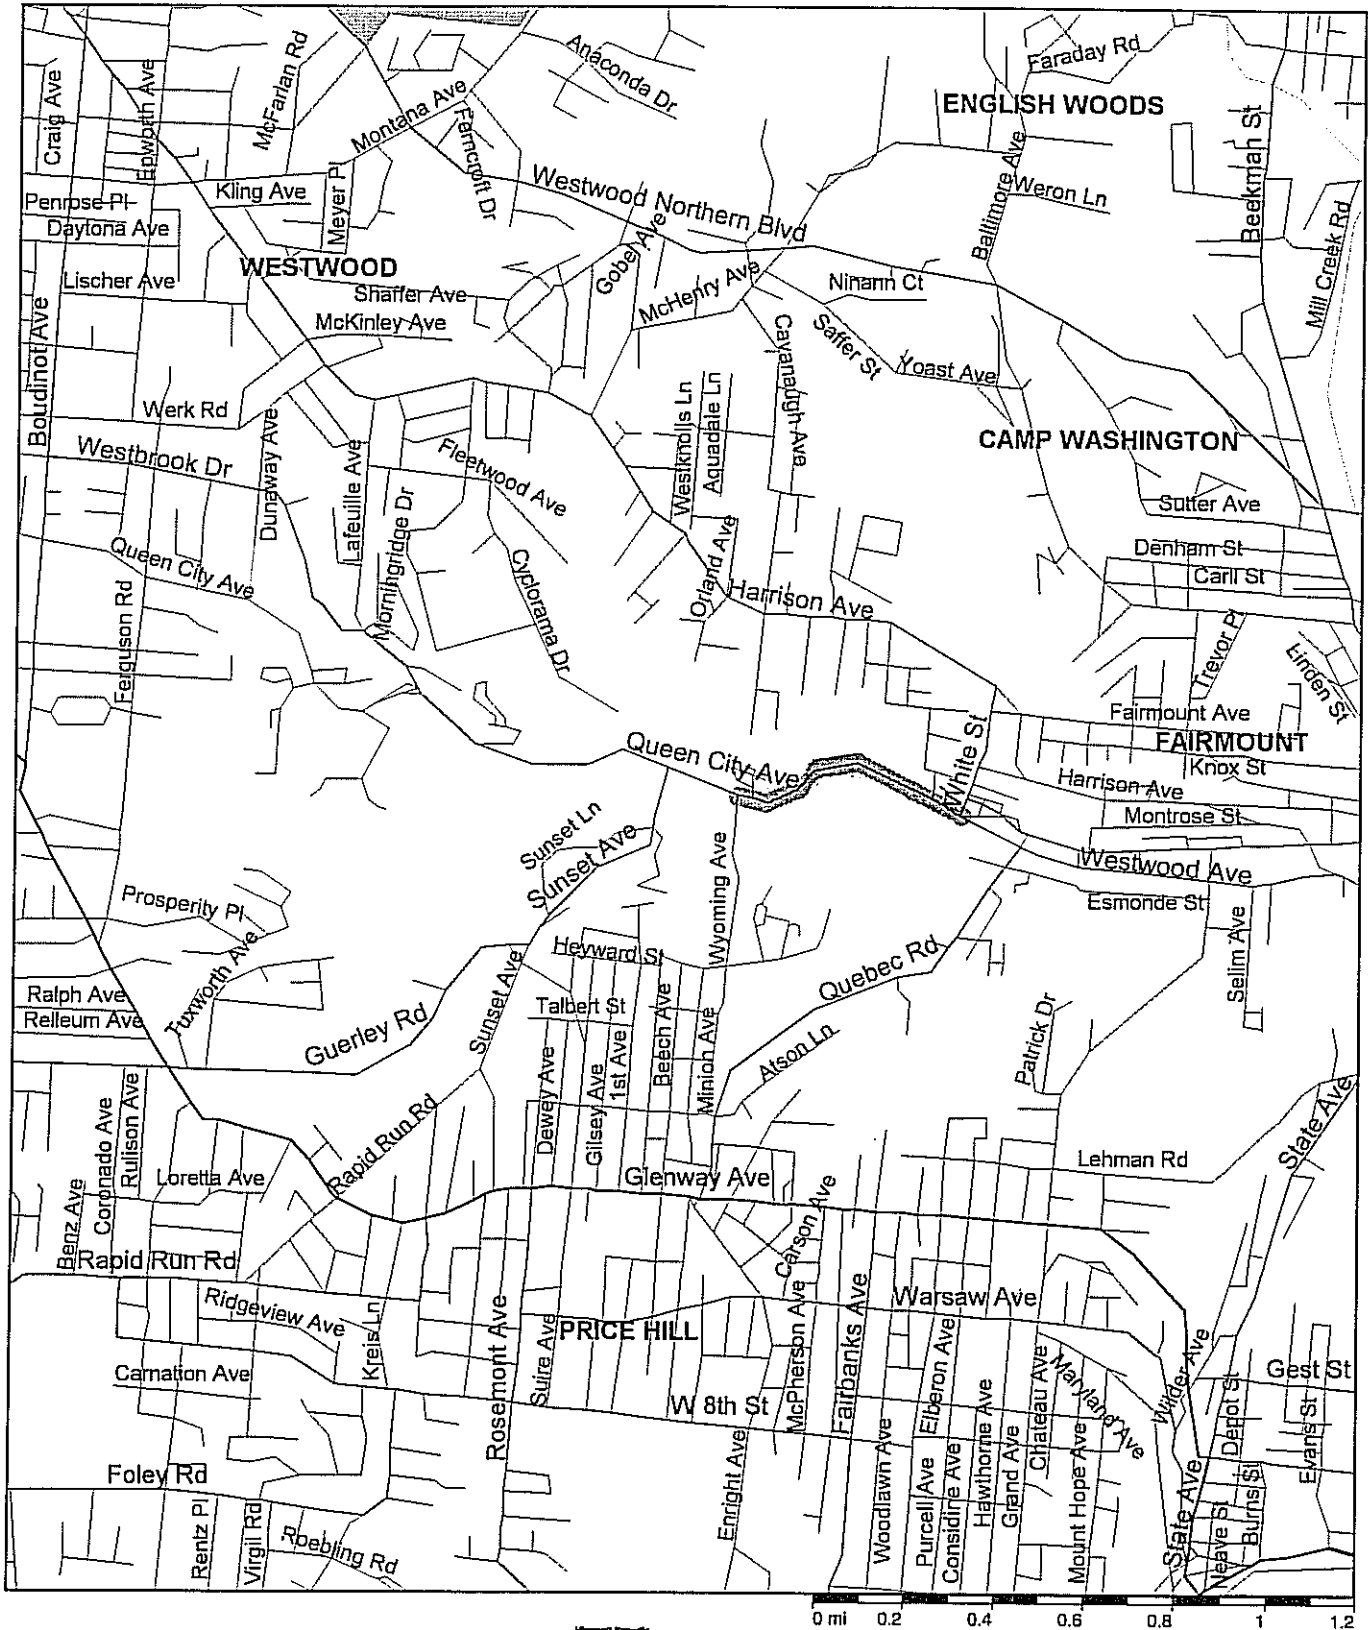 Anaconda Dr
Faraday Rd
McFarlan Rd
Craig Ave
Epworth Ave
Montana Ave
Ferncroft Dr
ENGLISH WOODS
Beekman St
Baltimore Ave
Kling Ave
Meyer Pl
Westwood Northern Blvd
Weron Ln
Penrose Pl
Daytona Ave
Mill Creek Rd
WESTWOOD
Gobel Ave
Lischer Ave
Shaffer Ave
McHenry Ave
Ninann Ct
McKinley Ave
Saffer St
Cavanaugh Ave
Yoast Ave
Boudinot Ave
Werk Rd
Westknolls Ln
Aquadale Ln
CAMP WASHINGTON
Westbrook Dr
Dunaway Ave
Lafeuille Ave
Fleetwood Ave
Morningridge Dr
Sutter Ave
Queen City Ave
Cyclorama Dr
Orland Ave
Denham St
Carll St
Harrison Ave
Ferguson Rd
Trevor Pl
Linden St
Fairmount Ave
FAIRMOUNT
White St
Queen City Ave
Knox St
Harrison Ave
Montrose St
Sunset Ln
Sunset Ave
Wyoming Ave
Westwood Ave
Esmonde St
Prosperity Pl
Tuxworth Ave
Heyward St
Quebec Rd
Selim Ave
Ralph Ave
Relleum Ave
Guerley Rd
Sunset Ave
Talbert St
Beech Ave
Minion Ave
Atson Ln
Patrick Dr
Dewey Ave
Gilsey Ave
1st Ave
Rulison Ave
Coronado Ave
Benz Ave
Loretta Ave
Rapid Run Rd
Glenway Ave
Lehman Rd
State Ave
Carson Ave
Rapid Run Rd
Ridgeview Ave
Kreis Ln
Rosemont Ave
Suire Ave
PRICE HILL
McPherson Ave
Fairbanks Ave
Warsaw Ave
Elberon Ave
Chateau Ave
Maryland Ave
Wilder Ave
Gest St
Carnation Ave
W 8th St
Depot St
Evans St
Foley Rd
Enright Ave
Woodlawn Ave
Purcell Ave
Considine Ave
Hawthorne Ave
Grand Ave
Mount Hope Ave
State Ave
Neave St
Burns St
Rentz Pl
Virgil Rd
Roebling Rd
0 mi 0.2 0.4 0.6 0.8 1 1.2